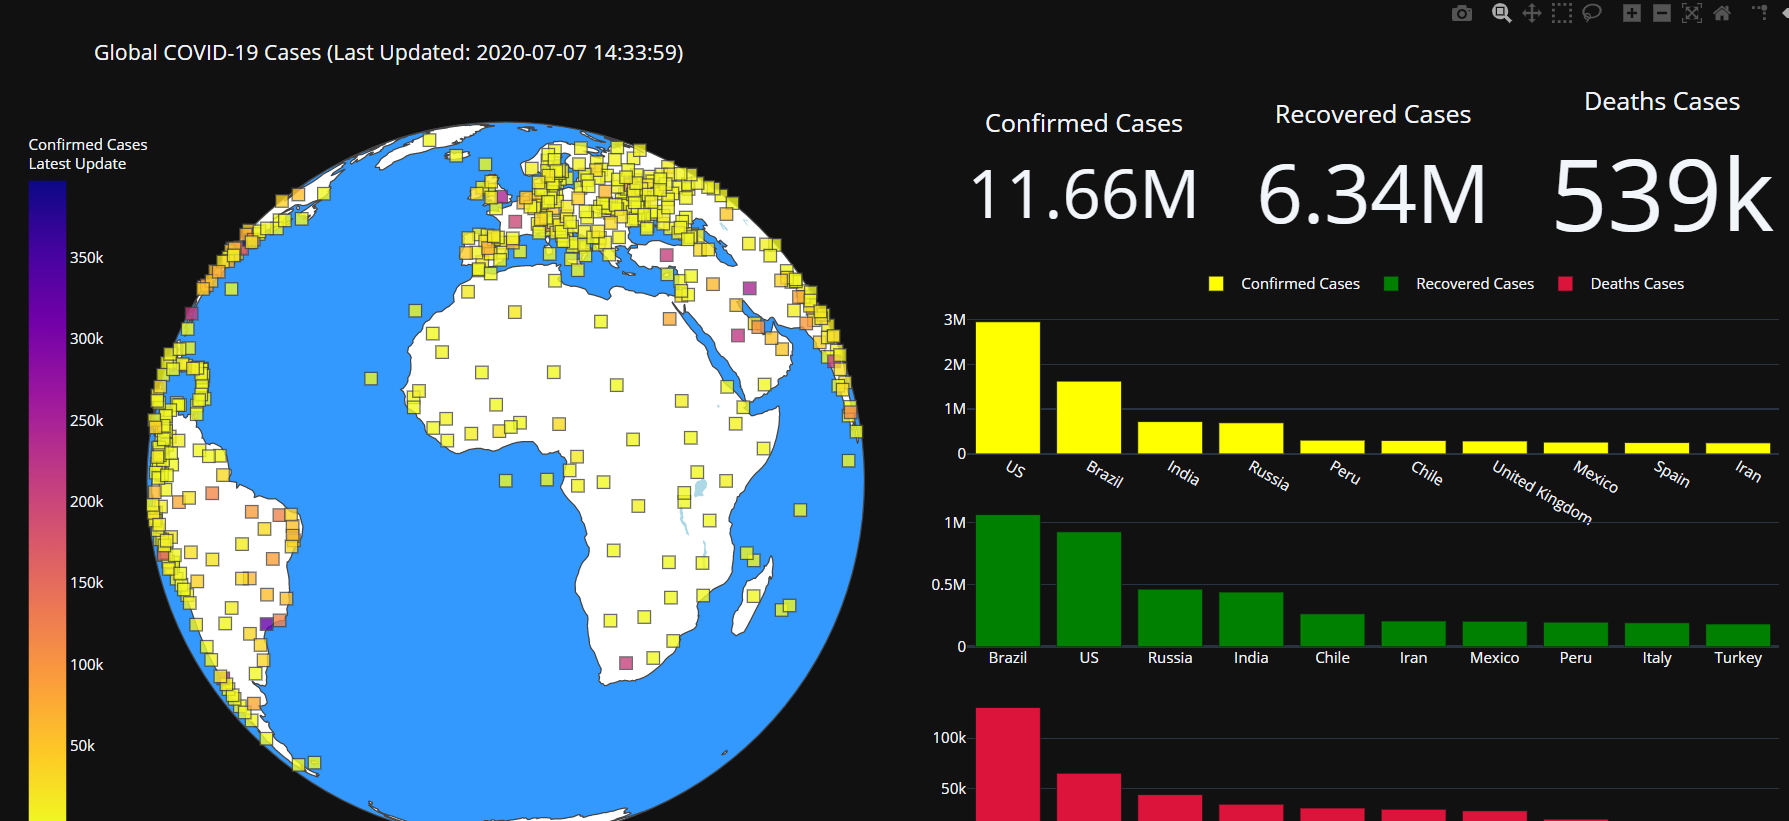 Global COVID-19 Cases (Last Updated: 2020-07-07 14:33:59)
Confirmed Cases
Latest Update
350k
300k
250k
200k
150k
100k
50k
Confirmed Cases
11.66M
Recovered Cases
6.34M
Deaths Cases
539k
Confirmed Cases Recovered Cases Deaths Cases
3M
2M
1M
0
US Brazil India Russia Peru Chile United Kingdom Mexico Spain Iran
1M
0.5M
0
Brazil US Russia India Chile Iran Mexico Peru Italy Turkey
100k
50k